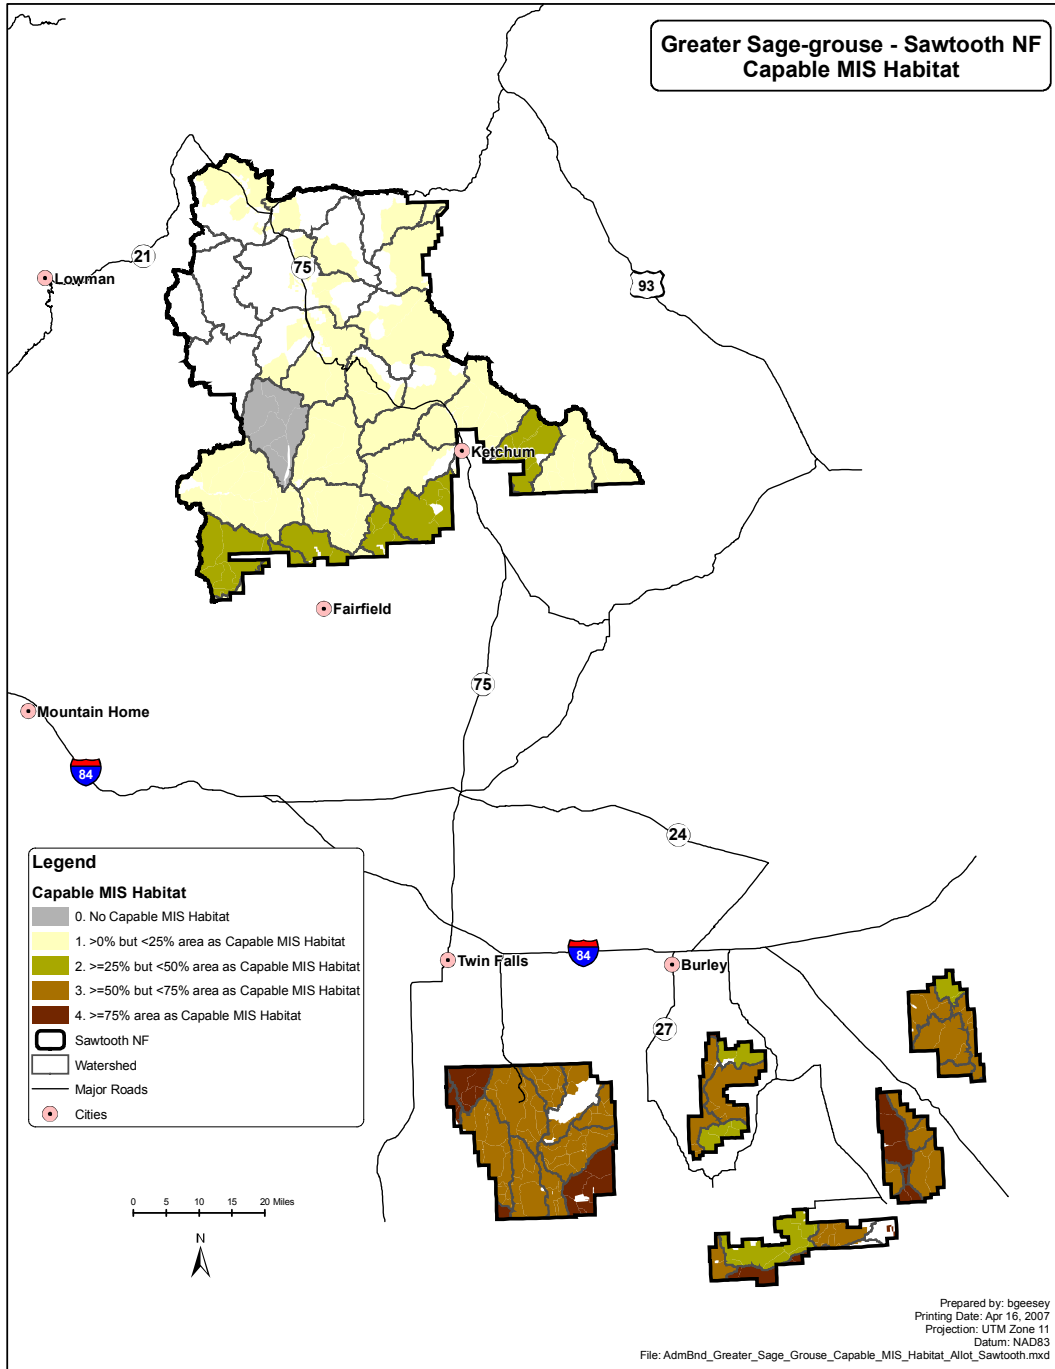 Greater Sage-grouse - Sawtooth NF
Capable MIS Habitat
21
Lowman
75
93
Ketchum
Fairfield
75
Mountain Home
84
24
Legend
Capable MIS Habitat
0. No Capable MIS Habitat
1. >0% but <25% area as Capable MIS Habitat
2. >=25% but <50% area as Capable MIS Habitat
3. >=50% but <75% area as Capable MIS Habitat
4. >=75% area as Capable MIS Habitat
Sawtooth NF
Watershed
Major Roads
Cities
Twin Falls
84
Burley
27
0 5 10 15 20 Miles
N
Prepared by: bgeesey
Printing Date: Apr 16, 2007
Projection: UTM Zone 11
Datum: NAD83
File: AdmBnd_Greater_Sage_Grouse_Capable_MIS_Habitat_Allot_Sawtooth.mxd